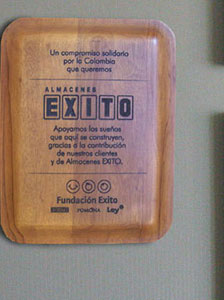 Un compromiso solidario
por la Colombia
que queremos
ALMACENES
EXITO
Apoyamos los sueños
que aquí se construyen,
gracias a la contribución
de nuestros clientes
y de Almacenes EXITO.
Fundación Exito
POMONA Ley